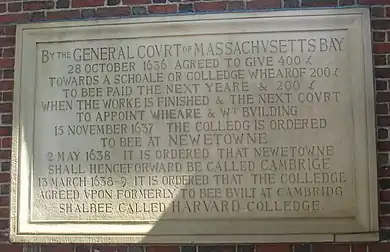 BY THE GENERAL COVRT OF MASSACHVSETTS BAY
28 OCTOBER 1636 AGREED TO GIVE 400 £
TOWARDS A SCHOALE OR COLLEDGE WHEAROF 200 £
TO BEE PAID THE NEXT YEARE & 200 £
WHEN THE WORKE IS FINISHED & THE NEXT COVRT
TO APPOINT WHEARE & WT BVILDING
15 NOVEMBER 1637 THE COLLEDG IS ORDERED
TO BEE AT NEWETOWNE
2 MAY 1638 IT IS ORDERED THAT NEWETOWNE
SHALL HENCEFORWARD BE CALLED CAMBRIGE
13 MARCH 1638-9 IT IS ORDERED THAT THE COLLEDGE
AGREED VPON FORMERLY TO BEE BVILT AT CAMBRIDG
SHALBEE CALLED HARVARD COLLEDGE